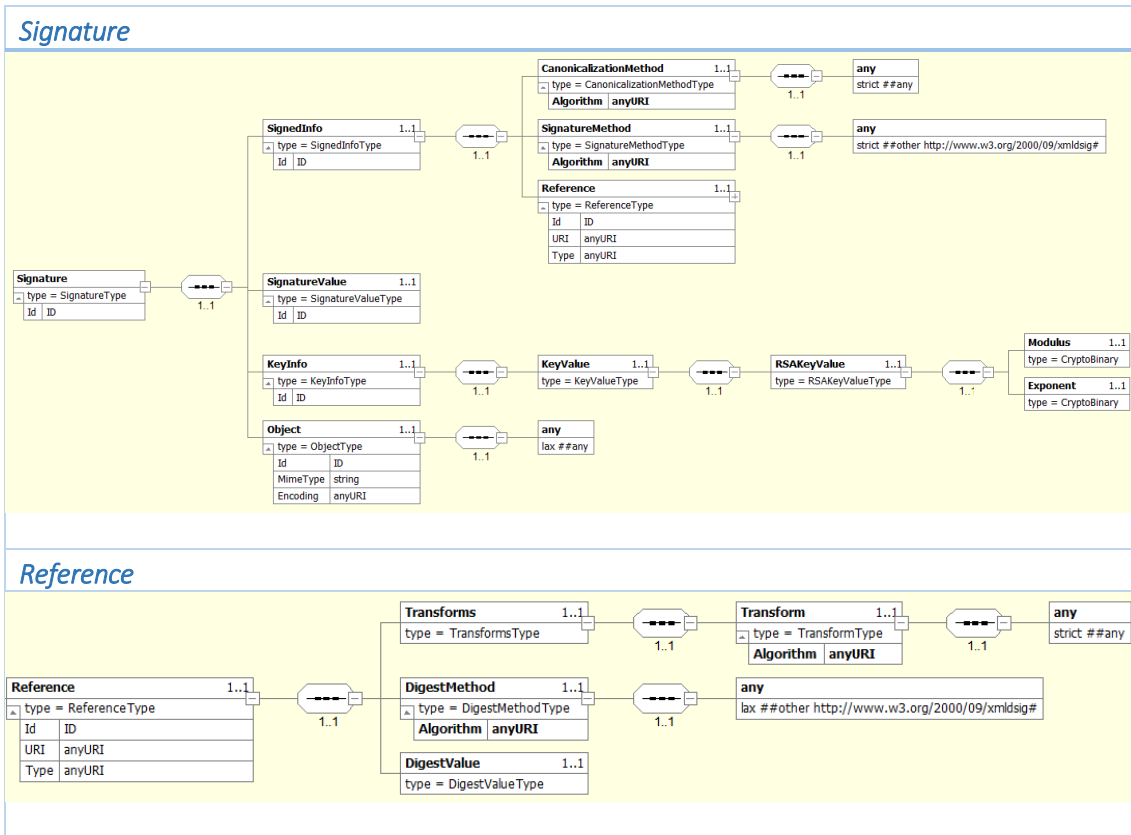 Signature
CanonicalizationMethod 1..1
type = CanonicalizationMethodType
Algorithm anyURI
1..1
any
strict ##any
SignedInfo 1..1
type = SignedInfoType
Id ID
1..1
SignatureMethod 1..1
type = SignatureMethodType
Algorithm anyURI
1..1
any
strict ##other http://www.w3.org/2000/09/xmldsig#
Reference 1..1
type = ReferenceType
Id ID
URI anyURI
Type anyURI
Signature
type = SignatureType
Id ID
1..1
SignatureValue 1..1
type = SignatureValueType
Id ID
KeyInfo 1..1
type = KeyInfoType
Id ID
1..1
KeyValue 1..1
type = KeyValueType
1..1
RSAKeyValue 1..1
type = RSAKeyValueType
1..1
Modulus 1..1
type = CryptoBinary
Exponent 1..1
type = CryptoBinary
Object 1..1
type = ObjectType
Id ID
MimeType string
Encoding anyURI
1..1
any
lax ##any
Reference
Transforms 1..1
type = TransformsType
1..1
Transform 1..1
type = TransformType
Algorithm anyURI
1..1
any
strict ##any
Reference 1..1
type = ReferenceType
Id ID
URI anyURI
Type anyURI
1..1
DigestMethod 1..1
type = DigestMethodType
Algorithm anyURI
1..1
any
lax ##other http://www.w3.org/2000/09/xmldsig#
DigestValue 1..1
type = DigestValueType